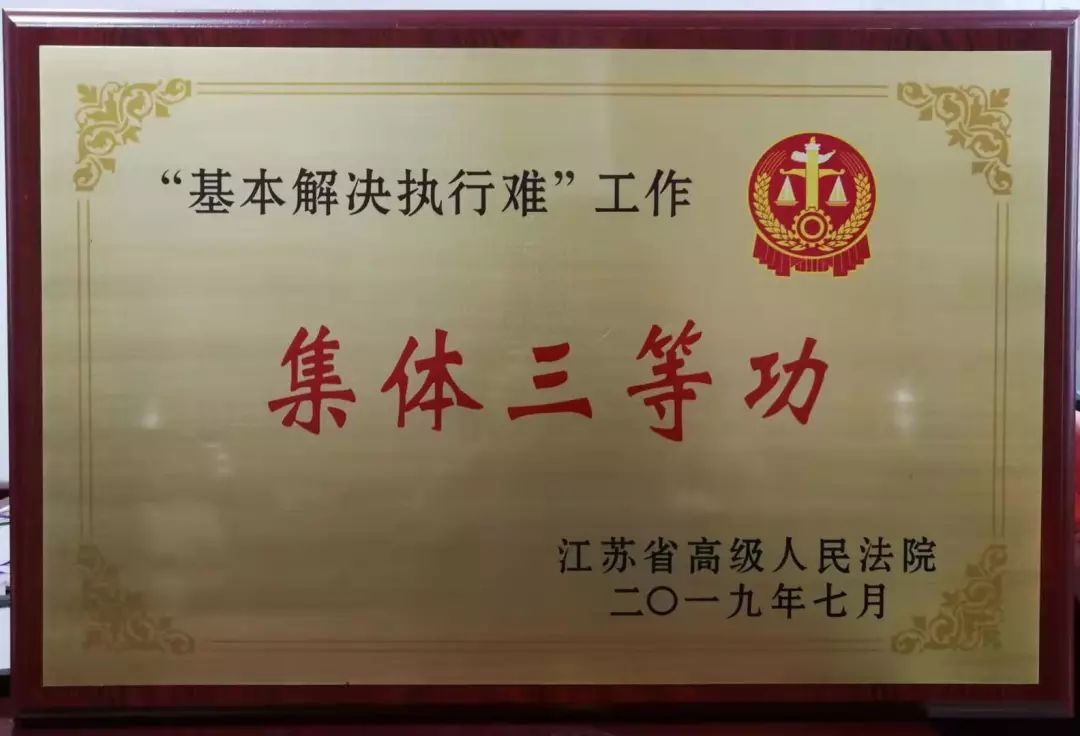 “基本解决执行难”工作
集体三等功
江苏省高级人民法院
二〇一九年七月